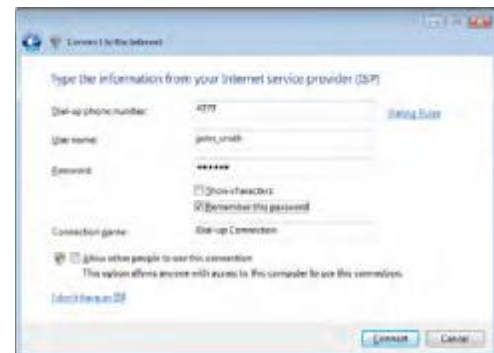 Connect to the Internet
Type the information from your Internet service provider (ISP)
Dial-up phone number:
Dialing Rules
User name:
john_smith
Password:
••••••
Show characters
Remember this password
Connection name:
Dial-up Connection
Allow other people to use this connection
This option allows anyone with access to this computer to use this connection.
I don't have an ISP
Connect
Cancel